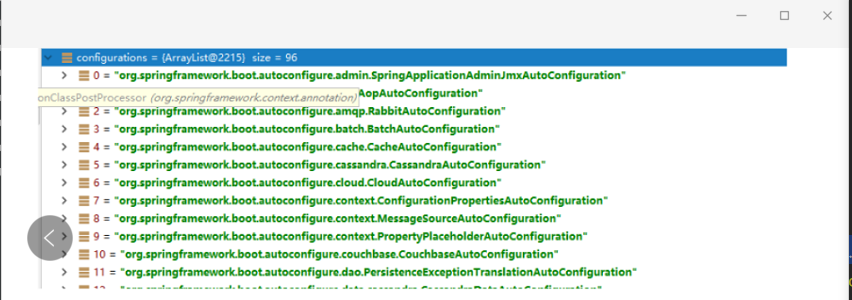 configurations = {ArrayList@2215} size = 96
0 = "org.springframework.boot.autoconfigure.admin.SpringApplicationAdminJmxAutoConfiguration"
onClassPostProcessor (org.springframework.context.annotation)
AopAutoConfiguration"
2 = "org.springframework.boot.autoconfigure.amqp.RabbitAutoConfiguration"
3 = "org.springframework.boot.autoconfigure.batch.BatchAutoConfiguration"
4 = "org.springframework.boot.autoconfigure.cache.CacheAutoConfiguration"
5 = "org.springframework.boot.autoconfigure.cassandra.CassandraAutoConfiguration"
6 = "org.springframework.boot.autoconfigure.cloud.CloudAutoConfiguration"
7 = "org.springframework.boot.autoconfigure.context.ConfigurationPropertiesAutoConfiguration"
8 = "org.springframework.boot.autoconfigure.context.MessageSourceAutoConfiguration"
9 = "org.springframework.boot.autoconfigure.context.PropertyPlaceholderAutoConfiguration"
10 = "org.springframework.boot.autoconfigure.couchbase.CouchbaseAutoConfiguration"
11 = "org.springframework.boot.autoconfigure.dao.PersistenceExceptionTranslationAutoConfiguration"